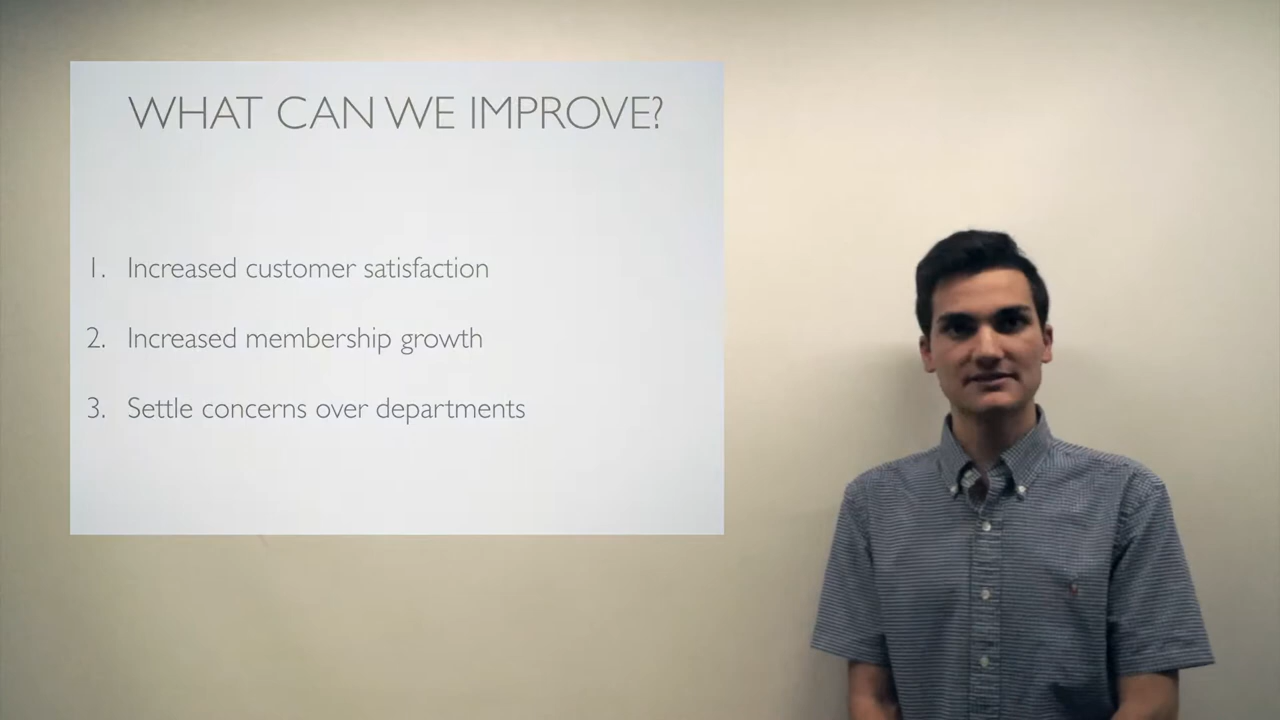 WHAT CAN WE IMPROVE?
1. Increased customer satisfaction
2. Increased membership growth
3. Settle concerns over departments